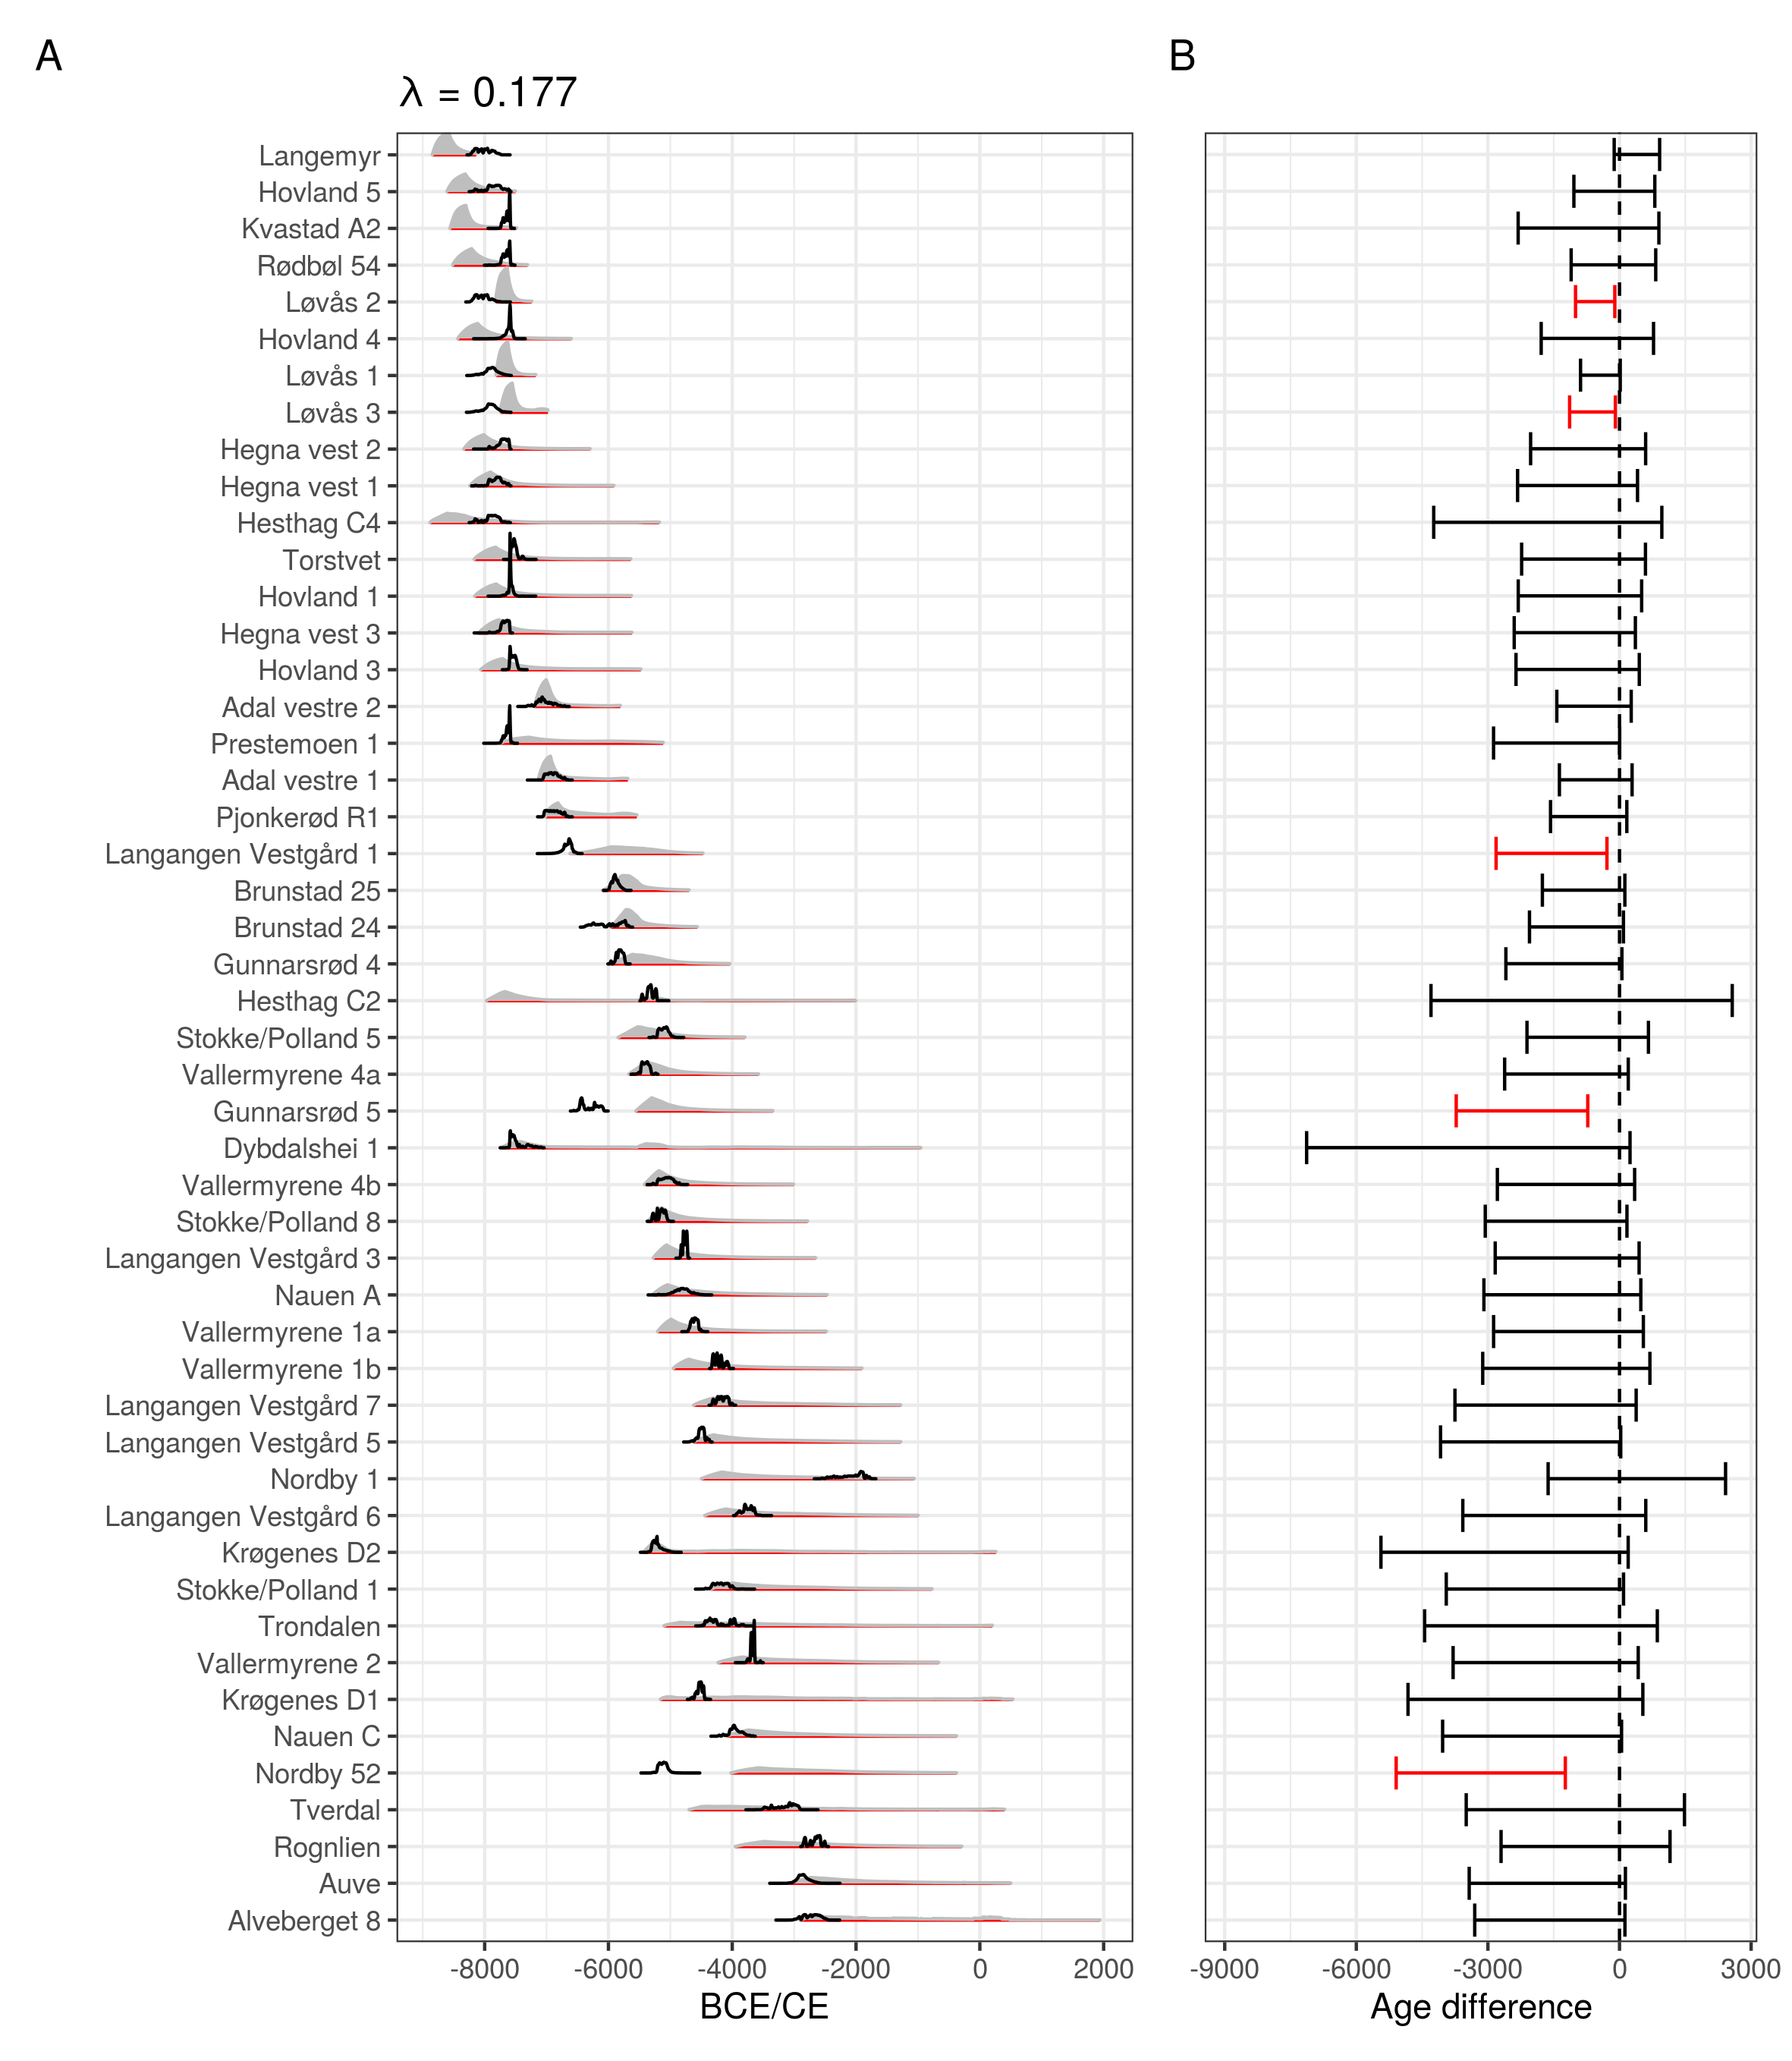 A
B
λ = 0.177
Langemyr
Hovland 5
Kvastad A2
Rødbøl 54
Løvås 2
Hovland 4
Løvås 1
Løvås 3
Hegna vest 2
Hegna vest 1
Hesthag C4
Torstvet
Hovland 1
Hegna vest 3
Hovland 3
Adal vestre 2
Prestemoen 1
Adal vestre 1
Pjonkerød R1
Langangen Vestgård 1
Brunstad 25
Brunstad 24
Gunnarsrød 4
Hesthag C2
Stokke/Polland 5
Vallermyrene 4a
Gunnarsrød 5
Dybdalshei 1
Vallermyrene 4b
Stokke/Polland 8
Langangen Vestgård 3
Nauen A
Vallermyrene 1a
Vallermyrene 1b
Langangen Vestgård 7
Langangen Vestgård 5
Nordby 1
Langangen Vestgård 6
Krøgenes D2
Stokke/Polland 1
Trondalen
Vallermyrene 2
Krøgenes D1
Nauen C
Nordby 52
Tverdal
Rognlien
Auve
Alveberget 8
-8000 -6000 -4000 -2000 0 2000
BCE/CE
-9000 -6000 -3000 0 3000
Age difference